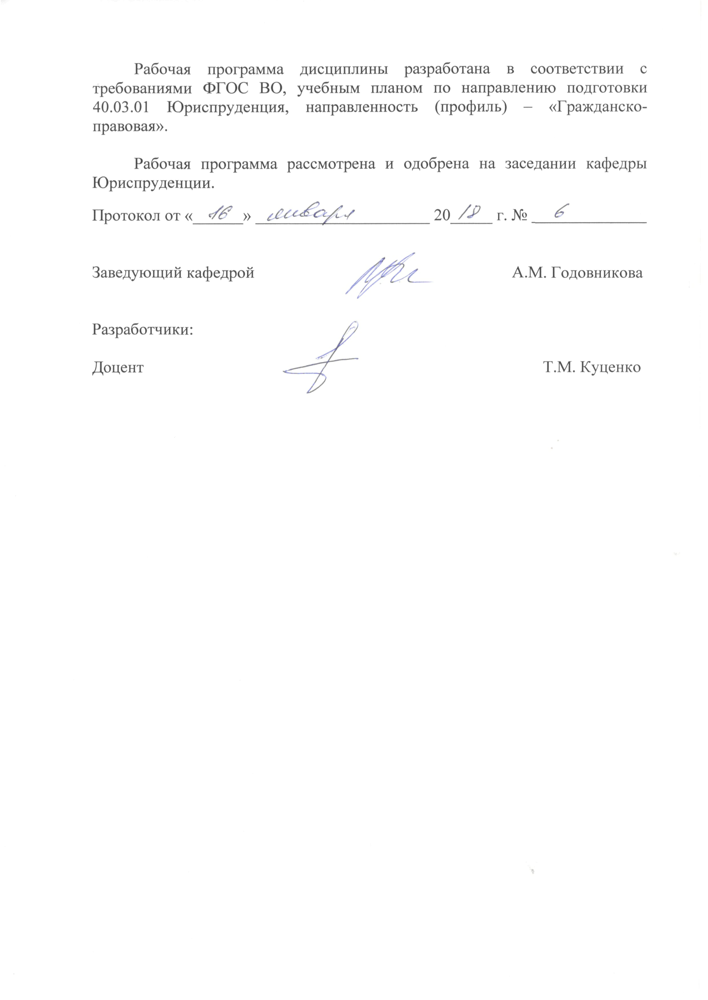 Рабочая программа дисциплины разработана в соответствии с
требованиями ФГОС ВО, учебным планом по направлению подготовки
40.03.01 Юриспруденция, направленность (профиль) – «Гражданско-
правовая».
Рабочая программа рассмотрена и одобрена на заседании кафедры
Юриспруденции.
Протокол от «16» января 2018 г. № 6
Заведующий кафедрой А.М. Годовникова
Разработчики:
Доцент Т.М. Куценко